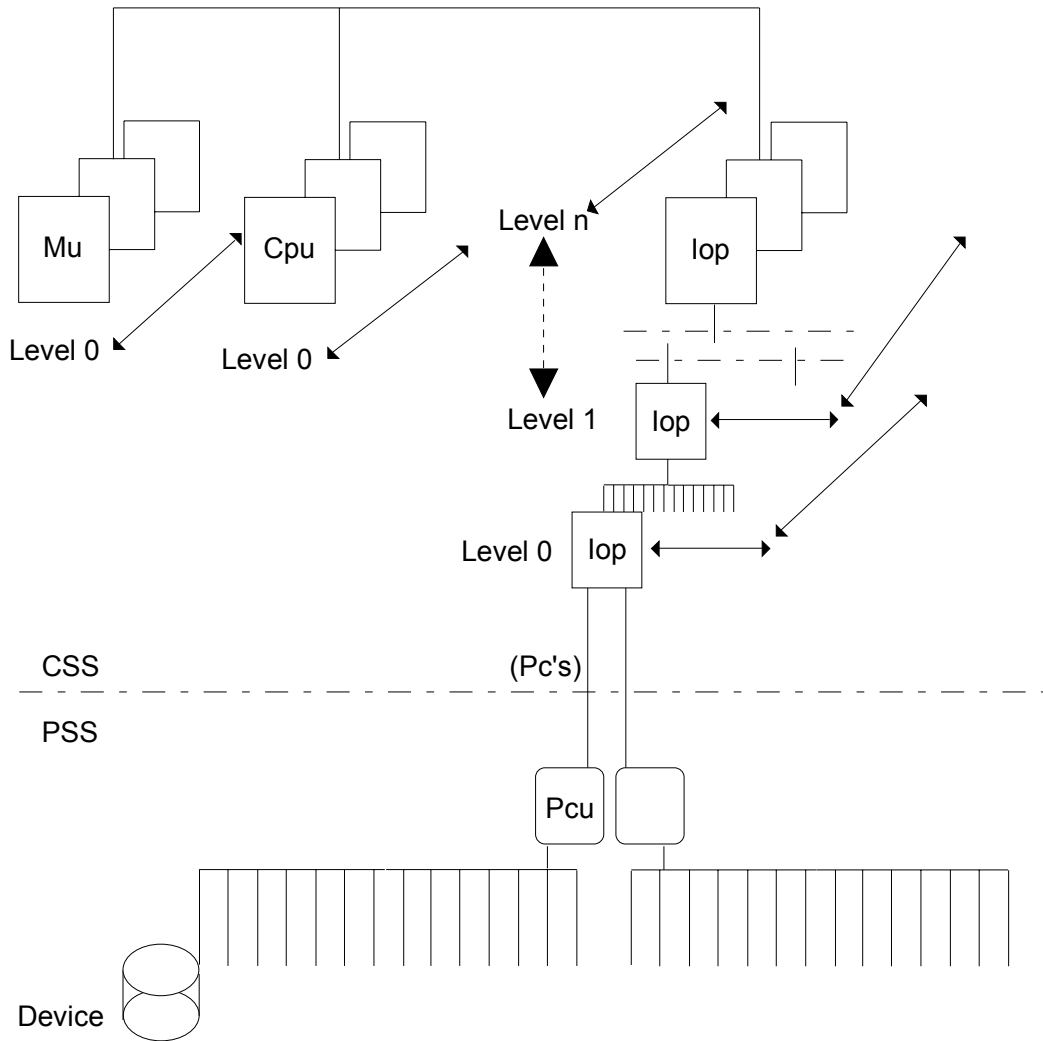 Level n
Mu
Cpu
Iop
Level 0
Level 0
Level 1
Iop
Level 0
Iop
CSS
(Pc's)
PSS
Pcu
Device